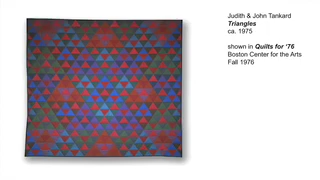 Judith & John Tankard
Triangles
ca. 1975
shown in Quilts for '76
Boston Center for the Arts
Fall 1976